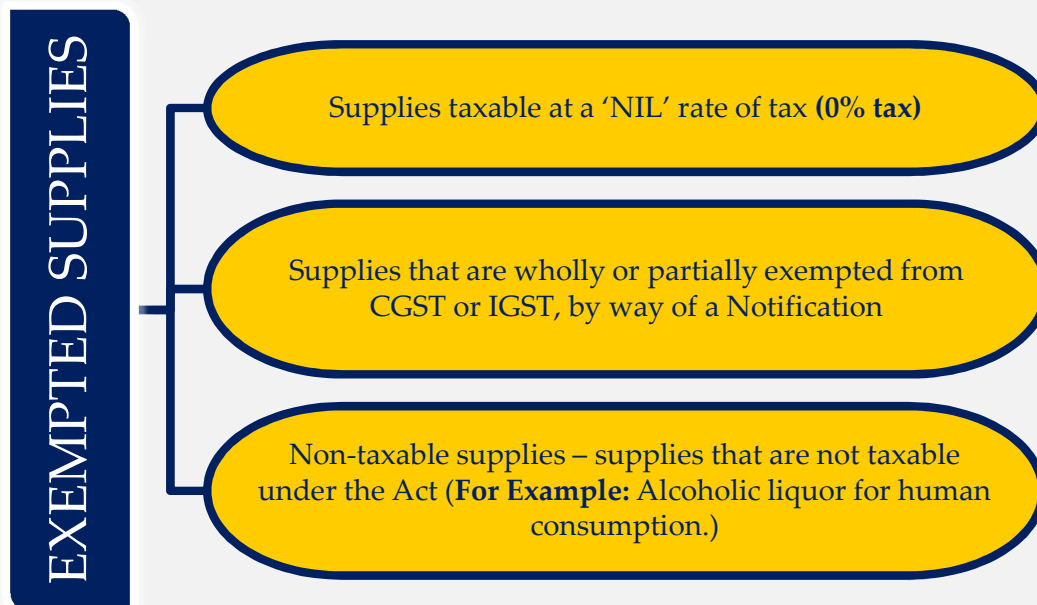 EXEMPTED SUPPLIES
Supplies taxable at a ‘NIL’ rate of tax (0% tax)
Supplies that are wholly or partially exempted from
CGST or IGST, by way of a Notification
Non-taxable supplies – supplies that are not taxable
under the Act (For Example: Alcoholic liquor for human
consumption.)